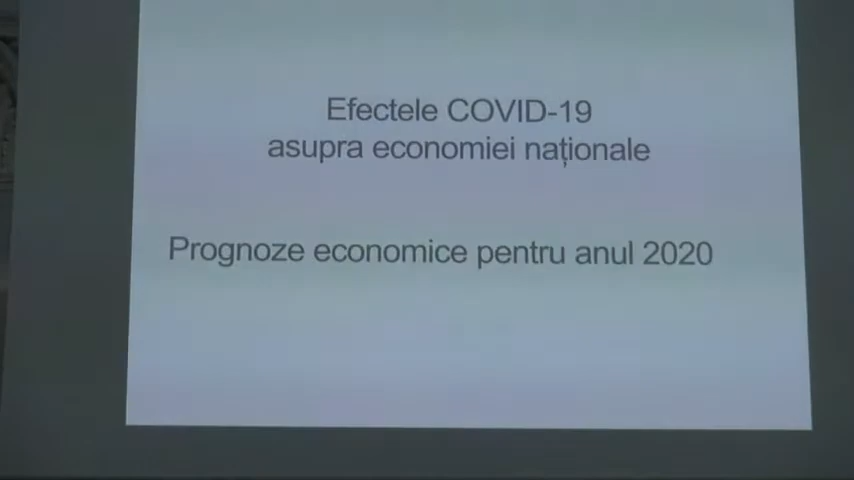 Efectele COVID-19
asupra economiei naționale
Prognoze economice pentru anul 2020